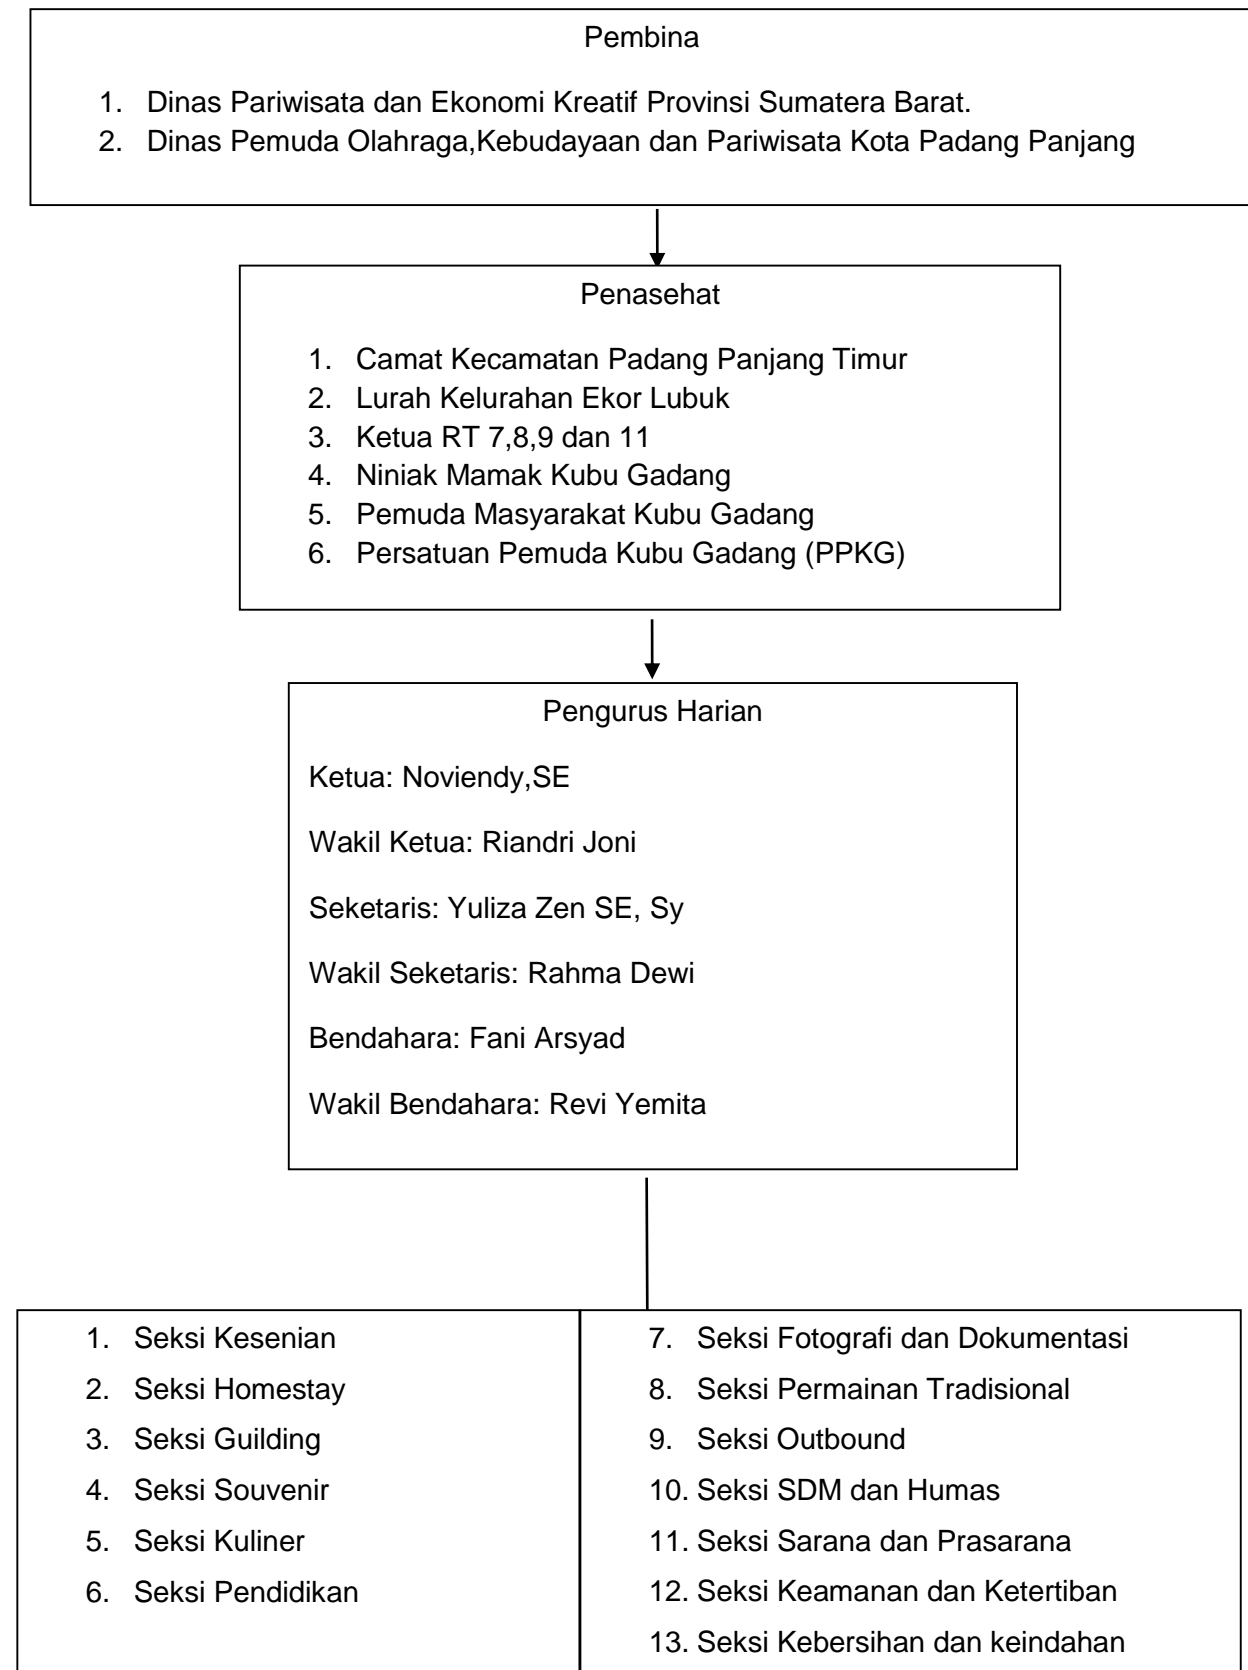 Pembina
1. Dinas Pariwisata dan Ekonomi Kreatif Provinsi Sumatera Barat.
2. Dinas Pemuda Olahraga,Kebudayaan dan Pariwisata Kota Padang Panjang
Penasehat
1. Camat Kecamatan Padang Panjang Timur
2. Lurah Kelurahan Ekor Lubuk
3. Ketua RT 7,8,9 dan 11
4. Niniak Mamak Kubu Gadang
5. Pemuda Masyarakat Kubu Gadang
6. Persatuan Pemuda Kubu Gadang (PPKG)
Pengurus Harian
Ketua: Noviendy,SE
Wakil Ketua: Riandri Joni
Seketaris: Yuliza Zen SE, Sy
Wakil Seketaris: Rahma Dewi
Bendahara: Fani Arsyad
Wakil Bendahara: Revi Yemita
1. Seksi Kesenian
2. Seksi Homestay
3. Seksi Guilding
4. Seksi Souvenir
5. Seksi Kuliner
6. Seksi Pendidikan
7. Seksi Fotografi dan Dokumentasi
8. Seksi Permainan Tradisional
9. Seksi Outbound
10. Seksi SDM dan Humas
11. Seksi Sarana dan Prasarana
12. Seksi Keamanan dan Ketertiban
13. Seksi Kebersihan dan keindahan